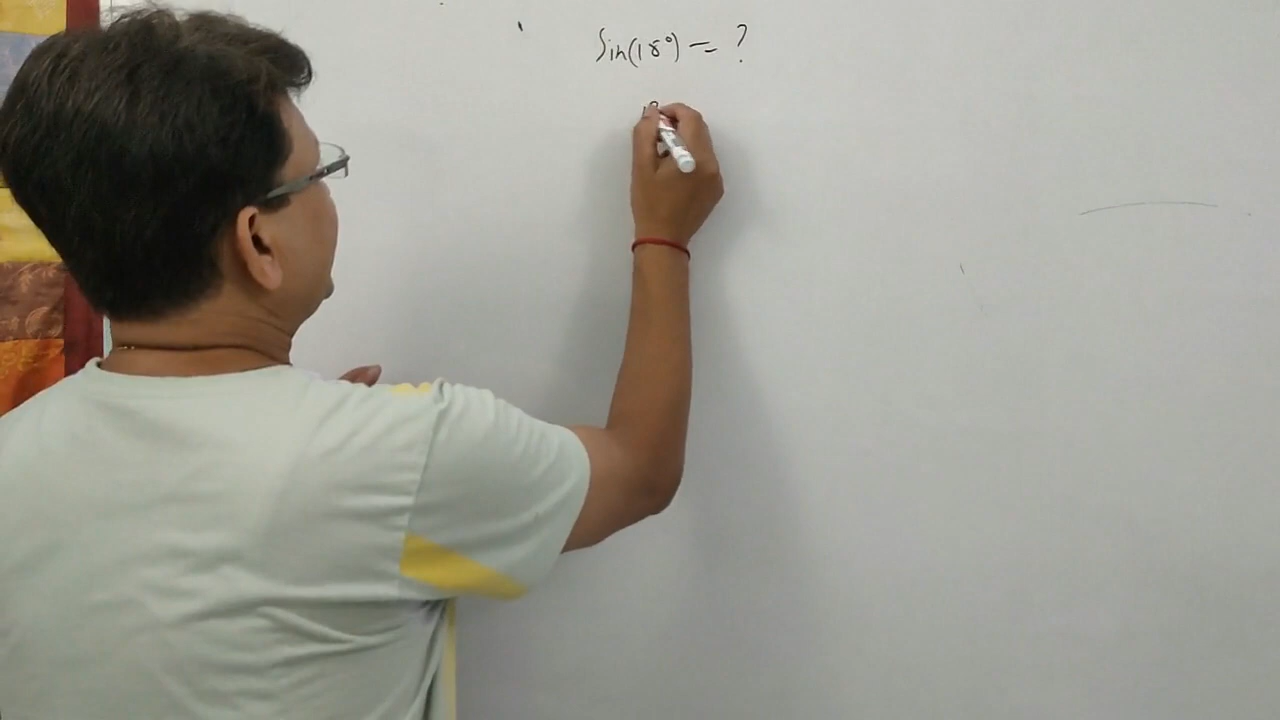 Sin(18°) = ?